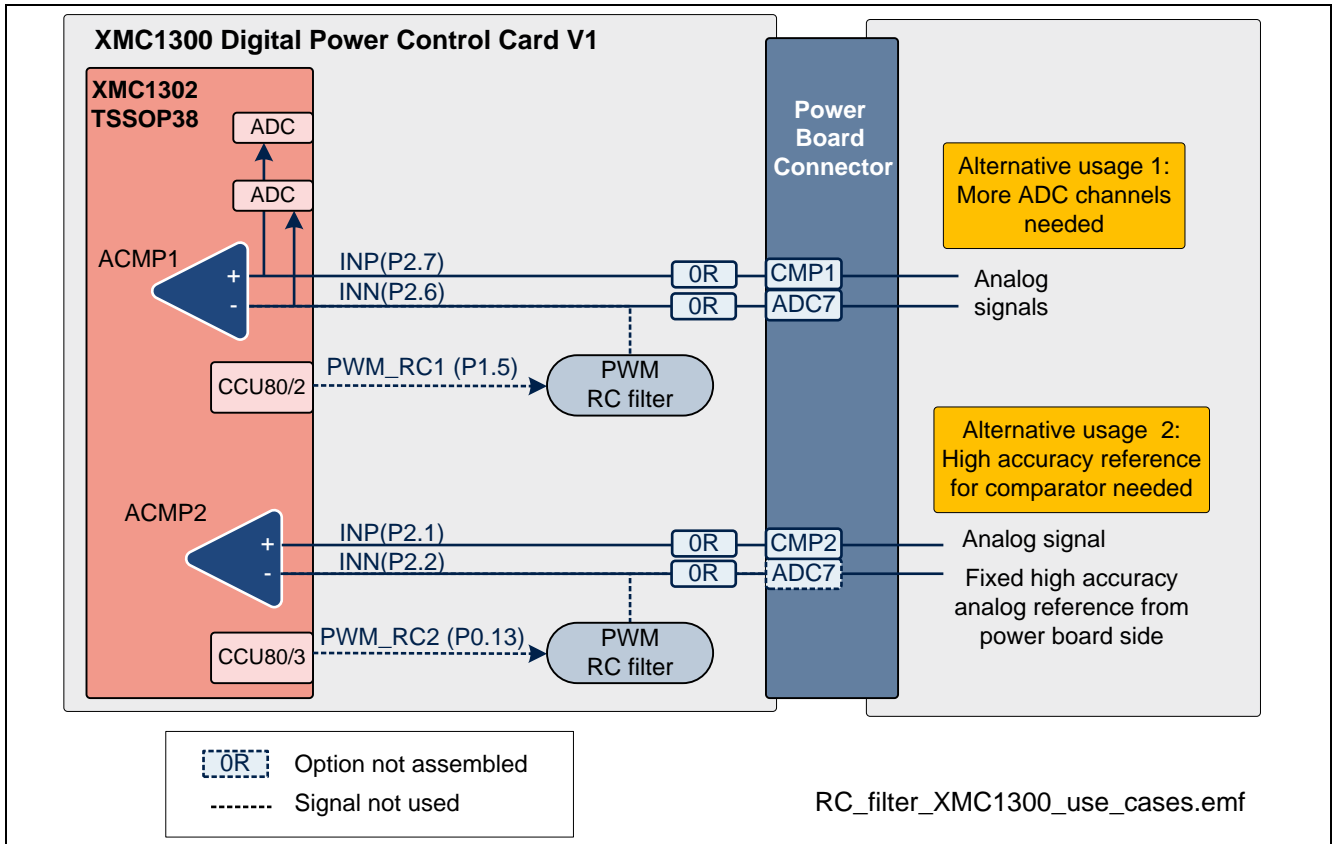 XMC1300 Digital Power Control Card V1
XMC1302
TSSOP38
ADC
ADC
ACMP1
+
-
INP(P2.7)
INN(P2.6)
0R
0R
CMP1
ADC7
Power
Board
Connector
Alternative usage 1:
More ADC channels
needed
Analog
signals
CCU80/2
PWM_RC1 (P1.5)
PWM
RC filter
Alternative usage 2:
High accuracy reference
for comparator needed
ACMP2
+
-
INP(P2.1)
INN(P2.2)
0R
0R
CMP2
ADC7
Analog signal
Fixed high accuracy
analog reference from
power board side
CCU80/3
PWM_RC2 (P0.13)
PWM
RC filter
0R Option not assembled
Signal not used
RC_filter_XMC1300_use_cases.emf